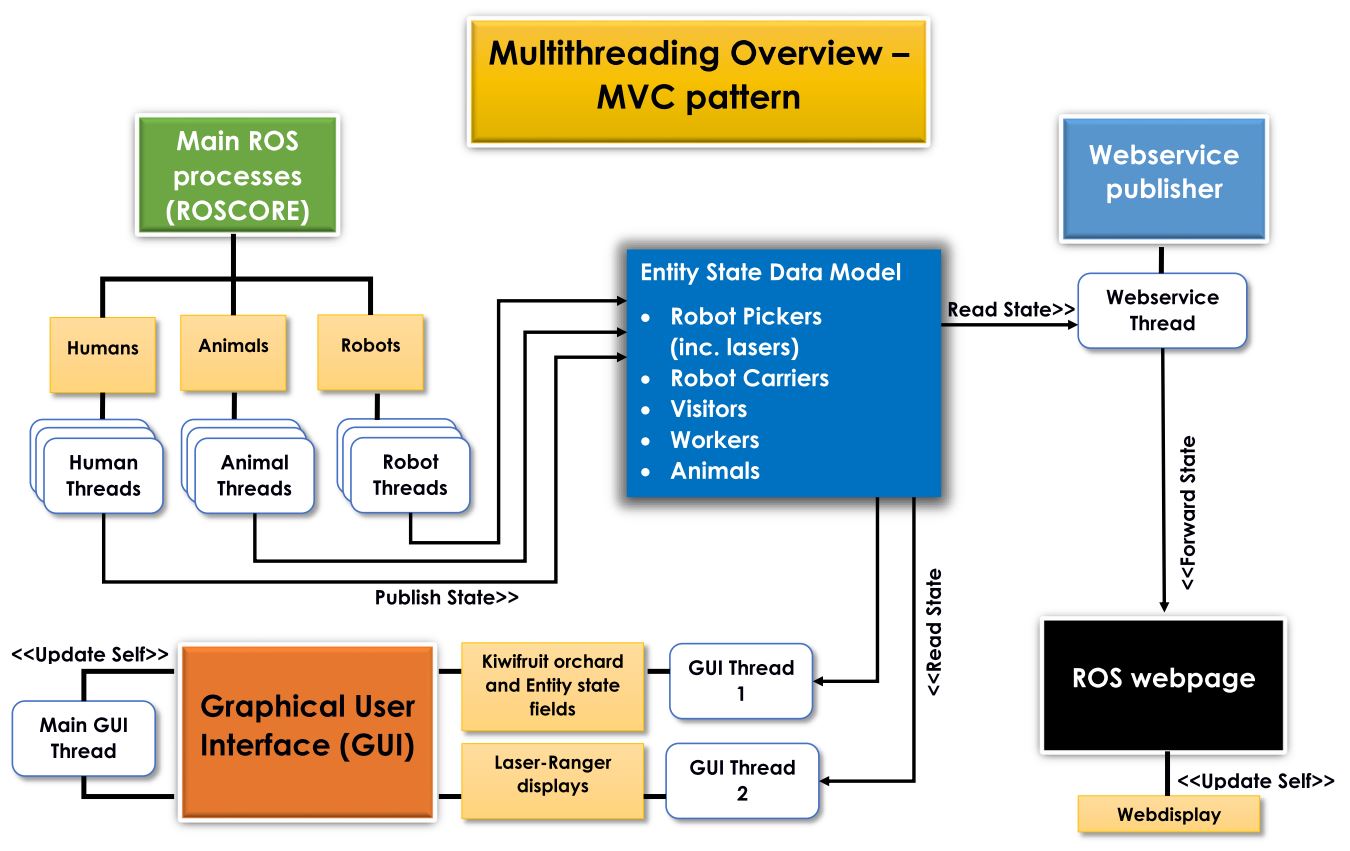 Multithreading Overview –
MVC pattern
Main ROS
processes
(ROSCORE)
Webservice
publisher
Humans
Animals
Robots
Human
Threads
Animal
Threads
Robot
Threads
Publish State>>
Entity State Data Model
• Robot Pickers
(inc. lasers)
• Robot Carriers
• Visitors
• Workers
• Animals
Read State>>
Webservice
Thread
<<Forward State
<<Read State
<<Update Self>>
Main GUI
Thread
Graphical User
Interface (GUI)
Kiwifruit orchard
and Entity state
fields
GUI Thread
1
Laser-Ranger
displays
GUI Thread
2
ROS webpage
<<Update Self>>
Webdisplay